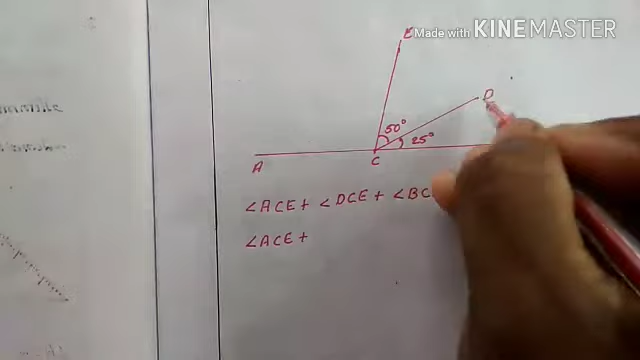 Made with KINEMASTER
E
D
50°
25°
A
C
∠ACE + ∠DCE + ∠BC
∠ACE +